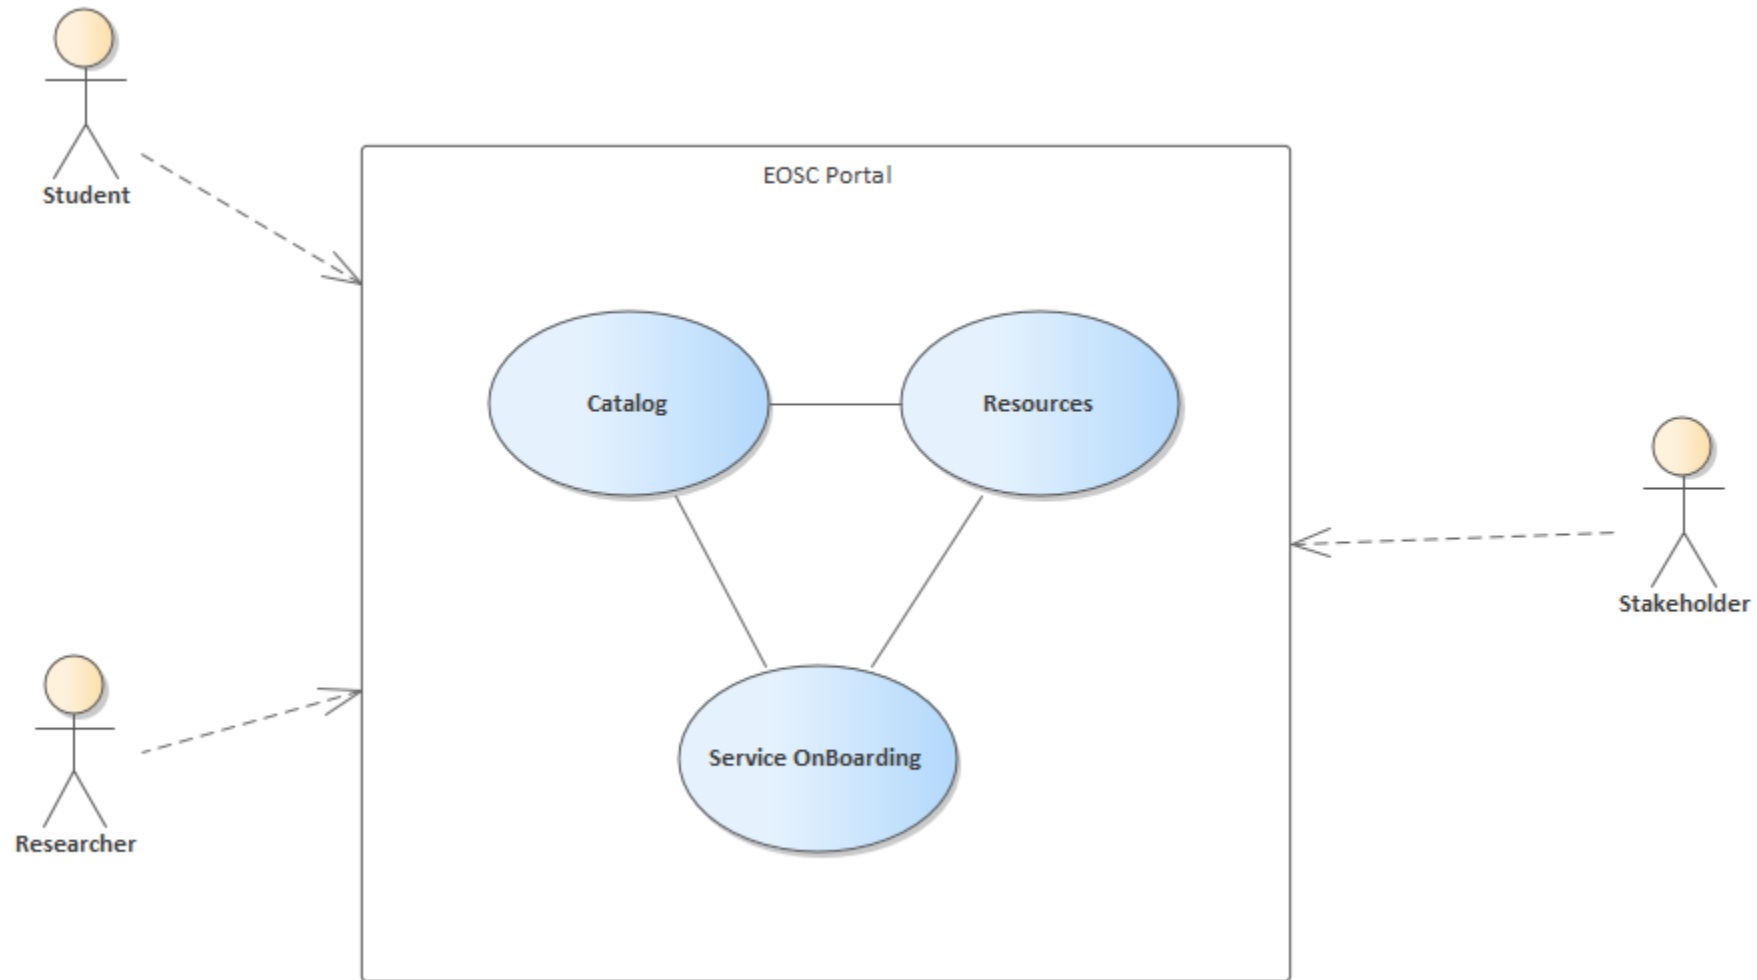 Student
EOSC Portal
Catalog
Resources
Stakeholder
Service OnBoarding
Researcher